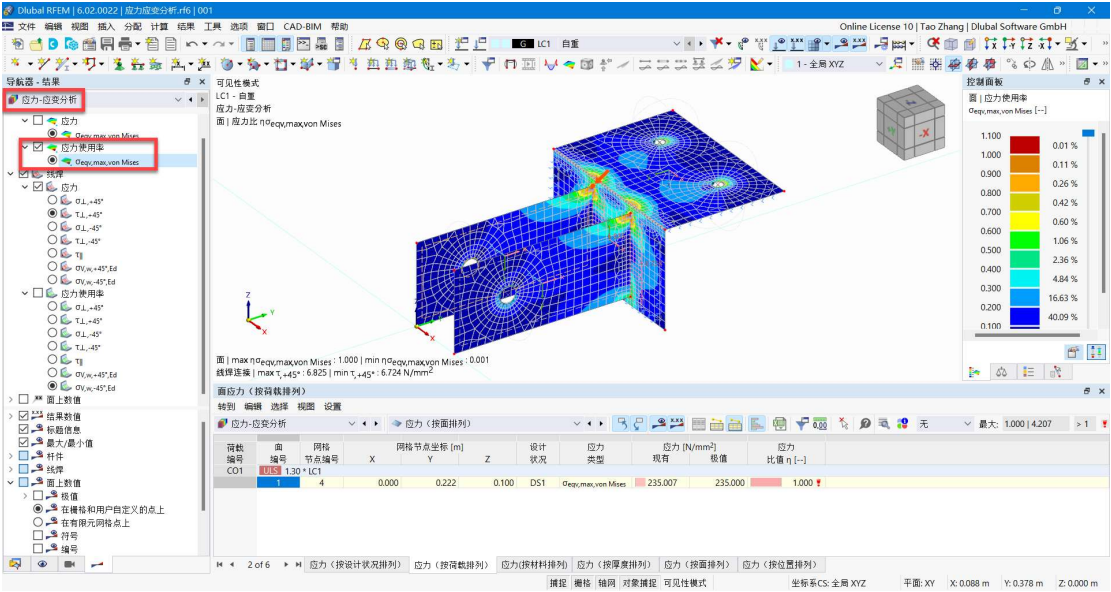 Dlubal RFEM | 6.02.0022 | 应力应变分析.rf6 | 001
文件 编辑 视图 插入 分配 计算 结果 工具 选项 窗口 CAD-BIM 帮助
Online License 10 | Tao Zhang | Dlubal Software GmbH
G LC1 自重
1 - 全局 XYZ
导航器 - 结果
应力-应变分析
应力
σeqv,max,von Mises
应力使用率
σeqv,max,von Mises
线焊
应力
σ⊥,+45°
τ⊥,+45°
σ⊥,-45°
τ⊥,-45°
τ||
σV,w,+45°,Ed
σV,w,-45°,Ed
应力使用率
σ⊥,+45°
τ⊥,+45°
σ⊥,-45°
τ⊥,-45°
τ||
σV,w,+45°,Ed
σV,w,-45°,Ed
面上数值
结果数值
标题信息
最大/最小值
杆件
线焊
面上数值
极值
在栅格和用户自定义的点上
在有限元网格点上
符号
编号
可见性模式
LC1 - 自重
应力-应变分析
面 | 应力比 ησeqv,max,von Mises
+Y -X
Z
Y
X
面 | max ησeqv,max,von Mises : 1.000 | min ησeqv,max,von Mises : 0.001
线焊连接 | max τ,+45° : 6.825 | min τ,+45° : 6.724 N/mm2
控制面板
面 | 应力使用率
σeqv,max,von Mises [--]
1.100
0.01 %
1.000
0.11 %
0.900
0.26 %
0.800
0.42 %
0.700
0.60 %
0.600
1.06 %
0.500
2.36 %
0.400
4.84 %
0.300
16.63 %
0.200
40.09 %
0.100
面应力（按荷载排列）
转到 编辑 选择 视图 设置
应力-应变分析
应力（按面排列）
0.00
无
最大: 1.000 | 4.207 > 1
荷载 面 网格 网格节点坐标 [m] 设计 应力 应力 [N/mm²] 应力
编号 编号 节点编号 X Y Z 状况 类型 现有 极值 比值 η [--]
CO1 ULS 1.30 * LC1
1 4 0.000 0.222 0.100 DS1 σeqv,max,von Mises 235.007 235.000 1.000
2 of 6 应力（按设计状况排列） 应力（按荷载排列） 应力(按材料排列) 应力（按厚度排列） 应力（按面排列） 应力（按位置排列）
捕捉 栅格 轴网 对象捕捉 可见性模式 坐标系CS: 全局 XYZ 平面: XY X: 0.088 m Y: 0.378 m Z: 0.000 m